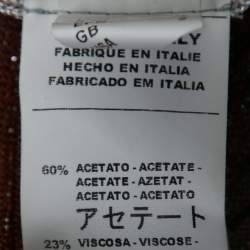 GB
FABRIQUE EN ITALIE
HECHO EN ITALIA
FABRICADO EM ITALIA
60% ACETATO - ACETATE -
ACETATE - AZETAT -
ACETATO - ACETATO
アセテート
23% VISCOSA - VISCOSE -